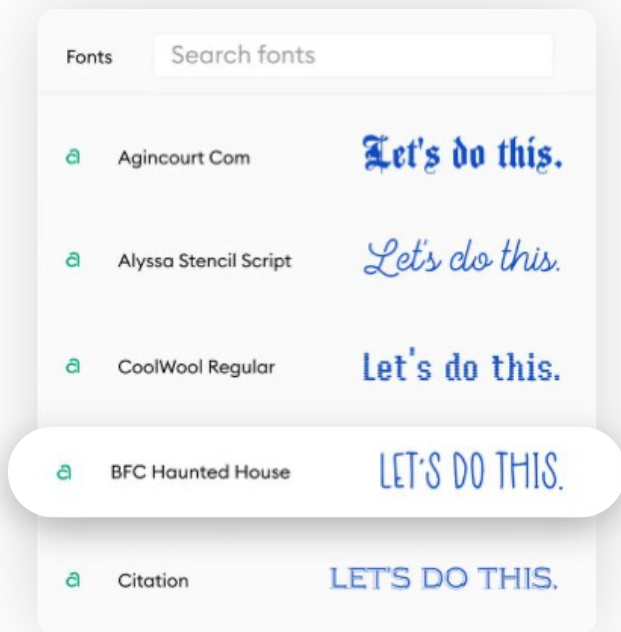 Fonts Search fonts
a Agincourt Com Let's do this.
a Alyssa Stencil Script Let's do this.
a CoolWool Regular Let's do this.
a BFC Haunted House LET'S DO THIS.
a Citation LET'S DO THIS.